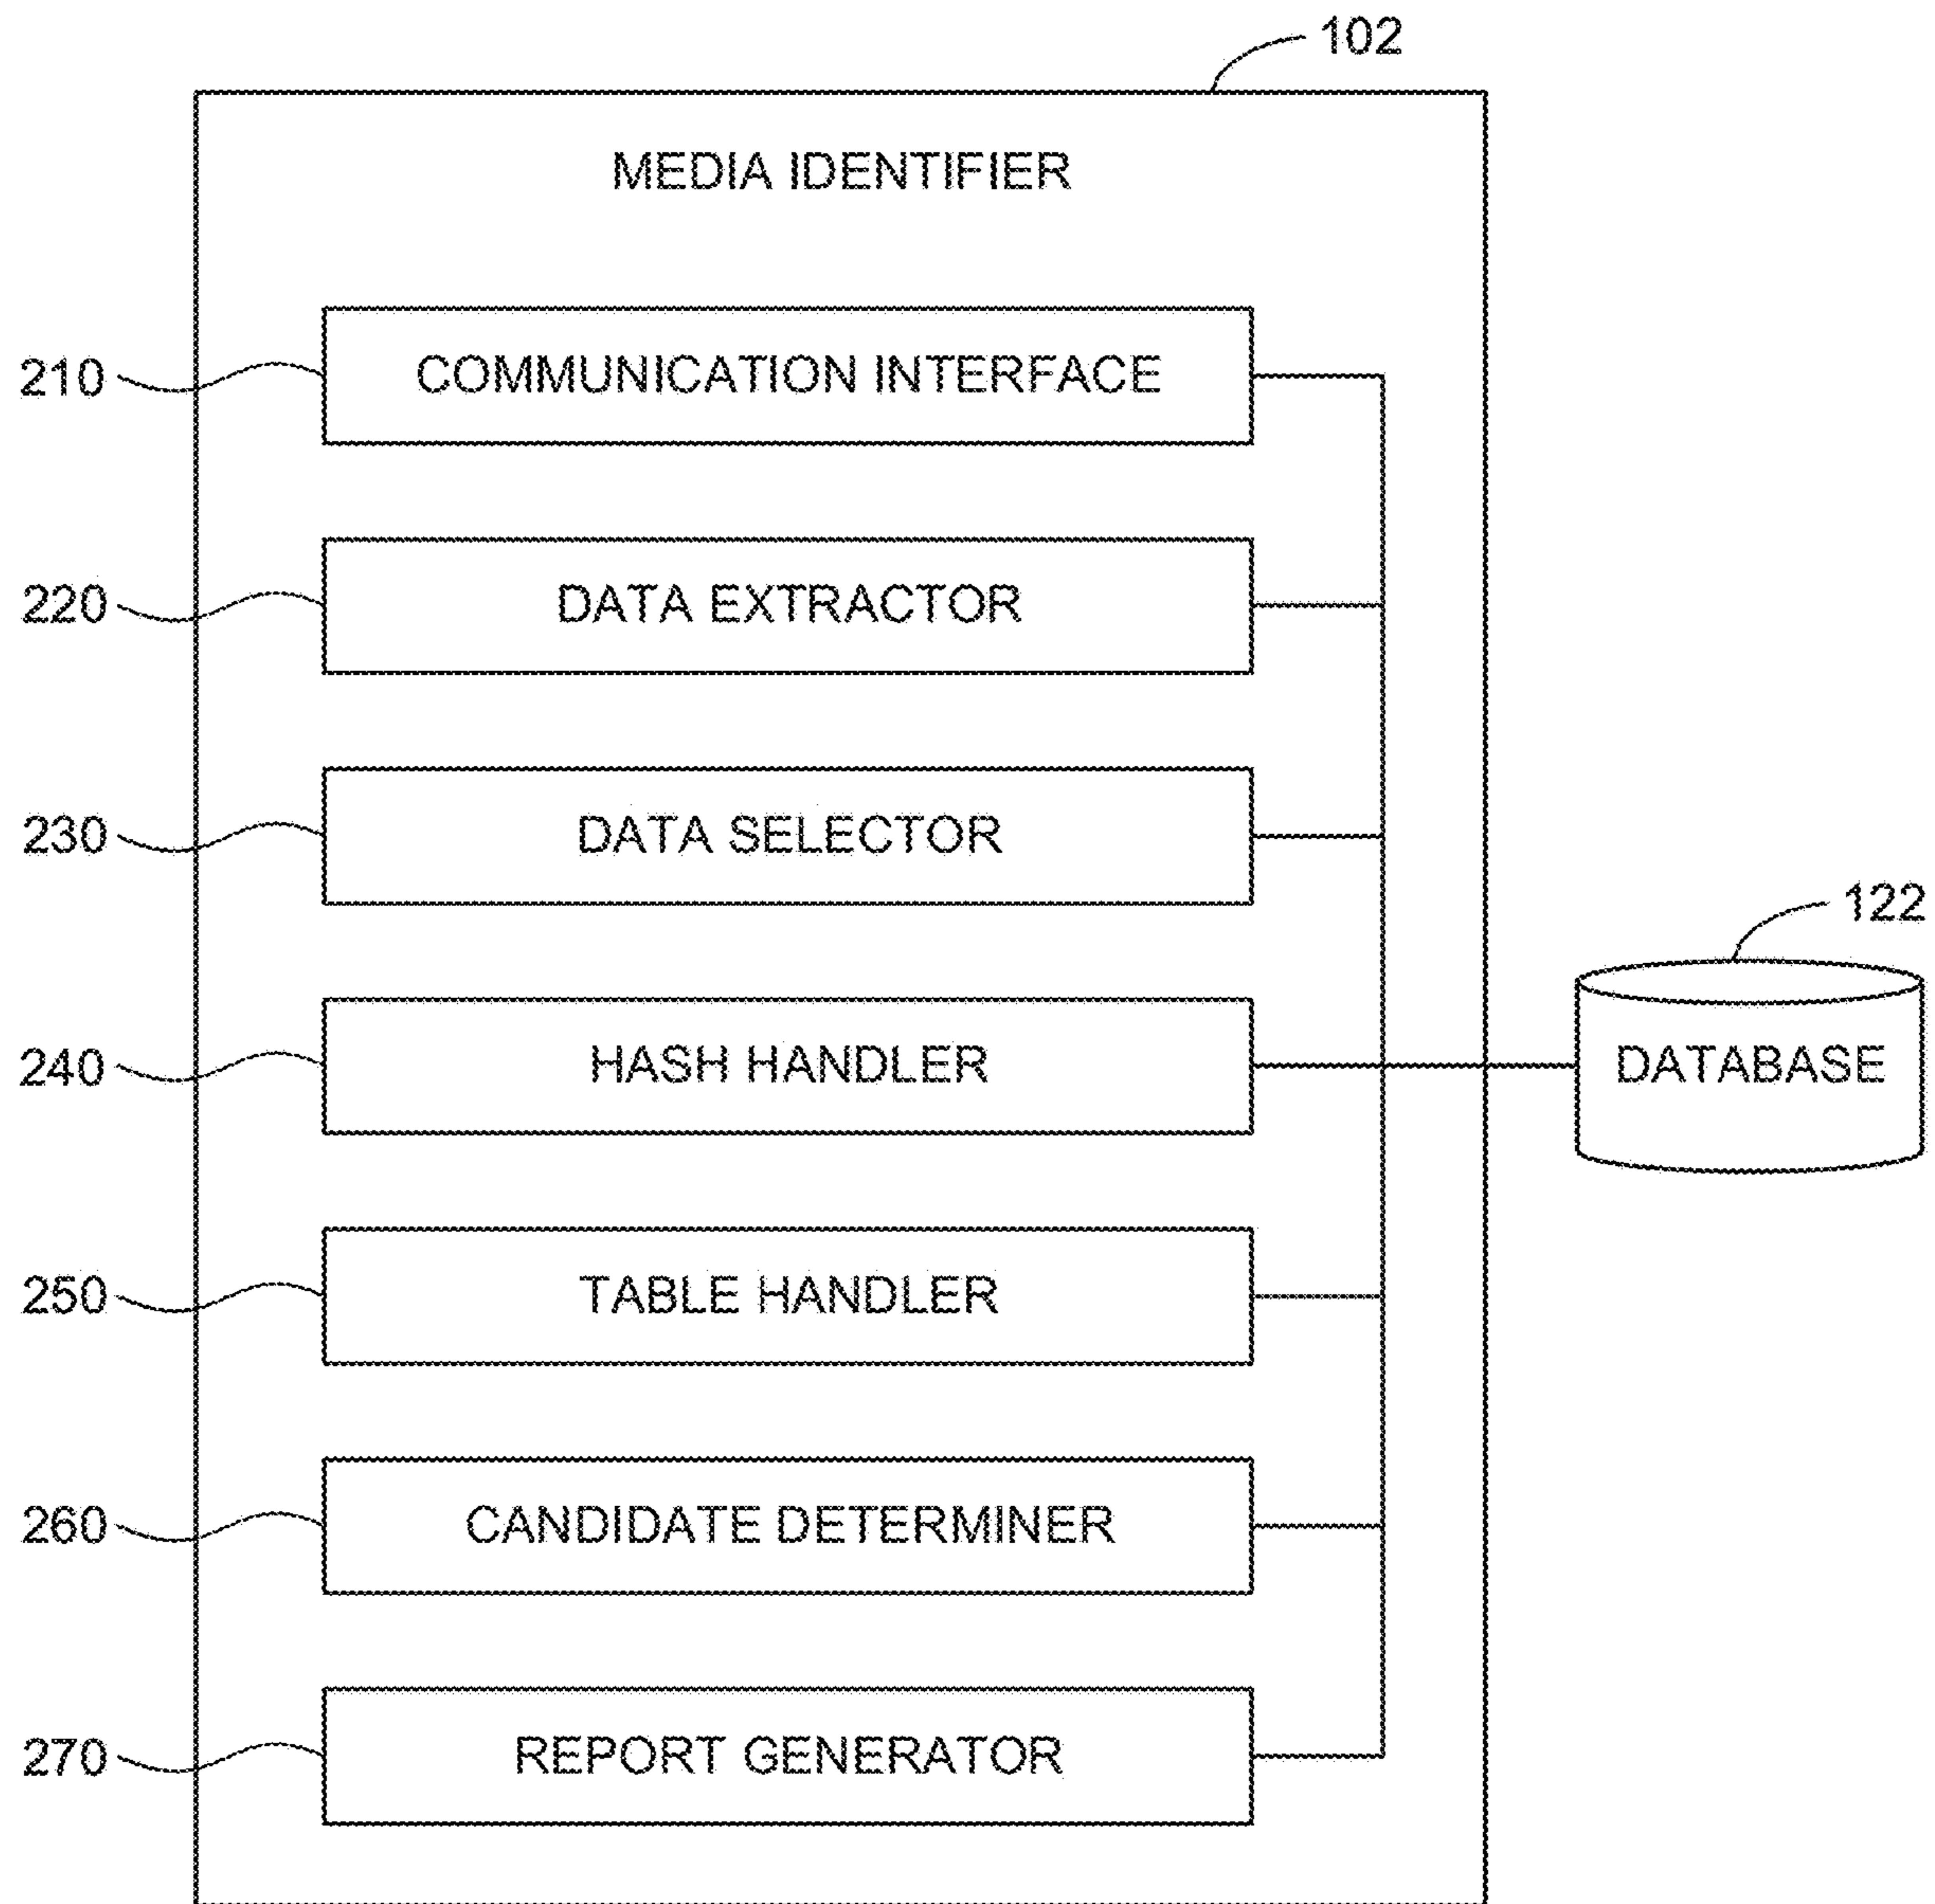 102
MEDIA IDENTIFIER
210 COMMUNICATION INTERFACE
220 DATA EXTRACTOR
230 DATA SELECTOR
122
240 HASH HANDLER DATABASE
250 TABLE HANDLER
260 CANDIDATE DETERMINER
270 REPORT GENERATOR